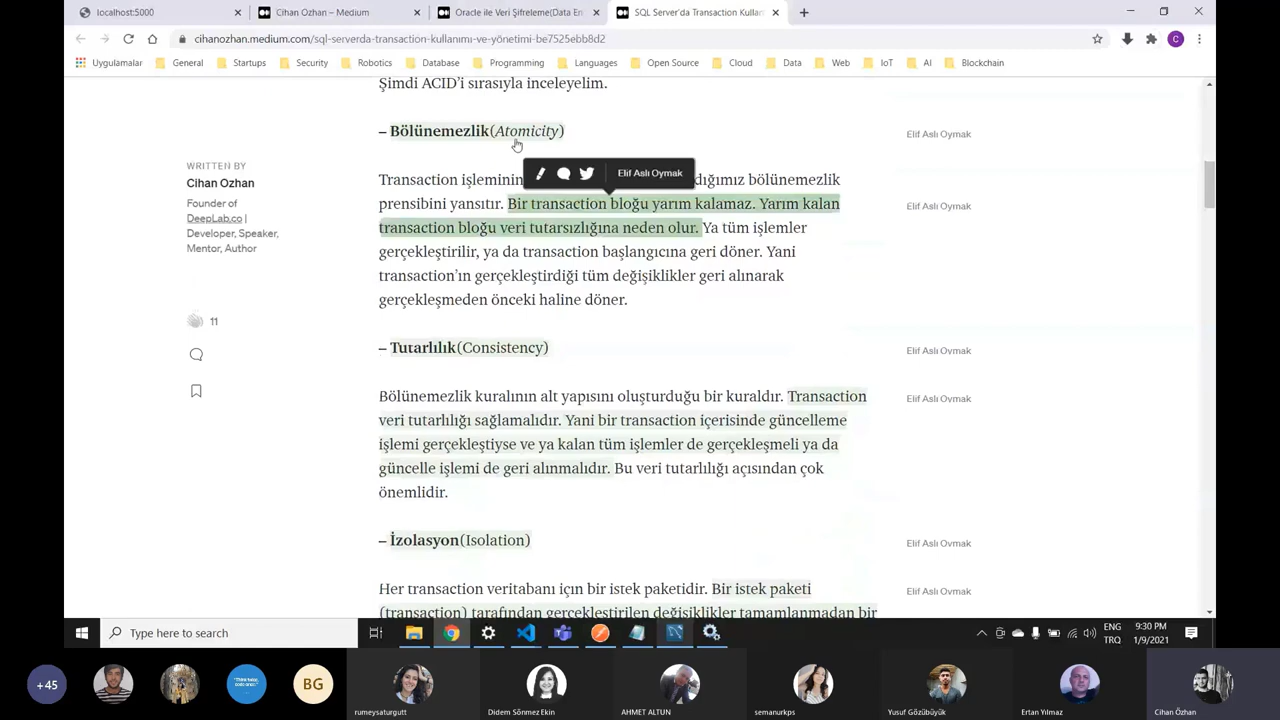 localhost:5000
Cihan Ozhan – Medium
Oracle ile Veri Şifreleme(Data En
SQL Server'da Transaction Kullan
cihanozhan.medium.com/sql-serverda-transaction-kullanımı-ve-yönetimi-be7525ebb8d2
Uygulamalar General Startups Security Robotics Database Programming Languages Open Source Cloud Data Web IoT AI Blockchain
Şimdi ACID'i sırasıyla inceleyelim.
– Bölünemezlik(Atomicity)
Elif Aslı Oymak
WRITTEN BY
Cihan Ozhan
Founder of
DeepLab.co |
Developer, Speaker,
Mentor, Author
11
Elif Aslı Oymak
Transaction işleminin dığımız bölünemezlik
prensibini yansıtır. Bir transaction bloğu yarım kalamaz. Yarım kalan
transaction bloğu veri tutarsızlığına neden olur. Ya tüm işlemler
gerçekleştirilir, ya da transaction başlangıcına geri döner. Yani
transaction'ın gerçekleştirdiği tüm değişiklikler geri alınarak
gerçekleşmeden önceki haline döner.
Elif Aslı Oymak
– Tutarlılık(Consistency)
Elif Aslı Oymak
Bölünemezlik kuralının alt yapısını oluşturduğu bir kuraldır. Transaction
veri tutarlılığı sağlamalıdır. Yani bir transaction içerisinde güncelleme
işlemi gerçekleştiyse ve ya kalan tüm işlemler de gerçekleşmeli ya da
güncelle işlemi de geri alınmalıdır. Bu veri tutarlılığı açısından çok
önemlidir.
Elif Aslı Oymak
– İzolasyon(Isolation)
Elif Aslı Oymak
Her transaction veritabanı için bir istek paketidir. Bir istek paketi
(transaction) tarafından gerçekleştirilen değişiklikler tamamlanmadan bir
Elif Aslı Oymak
Type here to search
ENG
TRQ
9:30 PM
1/9/2021
+45
BG
rumeysaturgutt
Didem Sönmez Ekin
AHMET ALTUN
semanurkps
Yusuf Gözübüyük
Ertan Yılmaz
Cihan Özhan